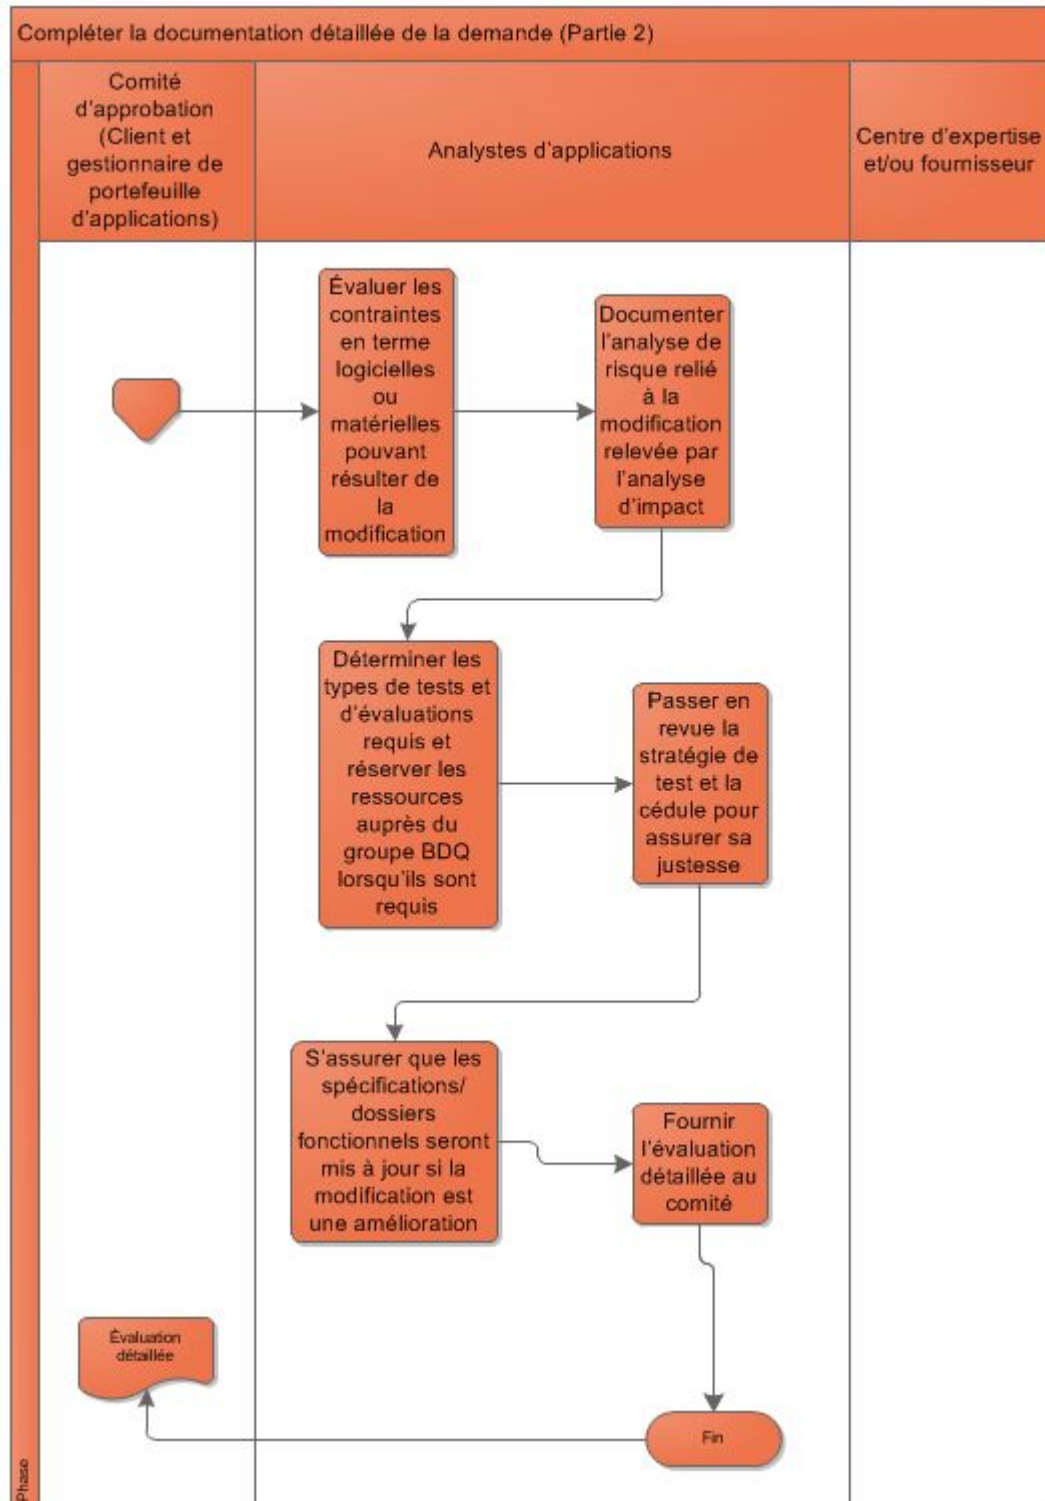 Compléter la documentation détaillée de la demande (Partie 2)
Comité
d'approbation
(Client et
gestionnaire de
portefeuille
d'applications)
Analystes d'applications
Centre d'expertise
et/ou fournisseur
Évaluer les
contraintes
en terme
logicielles
ou
matérielles
pouvant
résulter de
la
modification
Documenter
l'analyse de
risque relié
à la
modification
relevée par
l'analyse
d'impact
Déterminer les
types de tests et
d'évaluations
requis et
réserver les
ressources
auprès du
groupe BDQ
lorsqu'ils sont
requis
Passer en
revue la
stratégie de
test et la
cédule pour
assurer sa
justesse
S'assurer que les
spécifications/
dossiers
fonctionnels seront
mis à jour si la
modification est
une amélioration
Fournir
l'évaluation
détaillée au
comité
Évaluation
détaillée
Fin
Phase